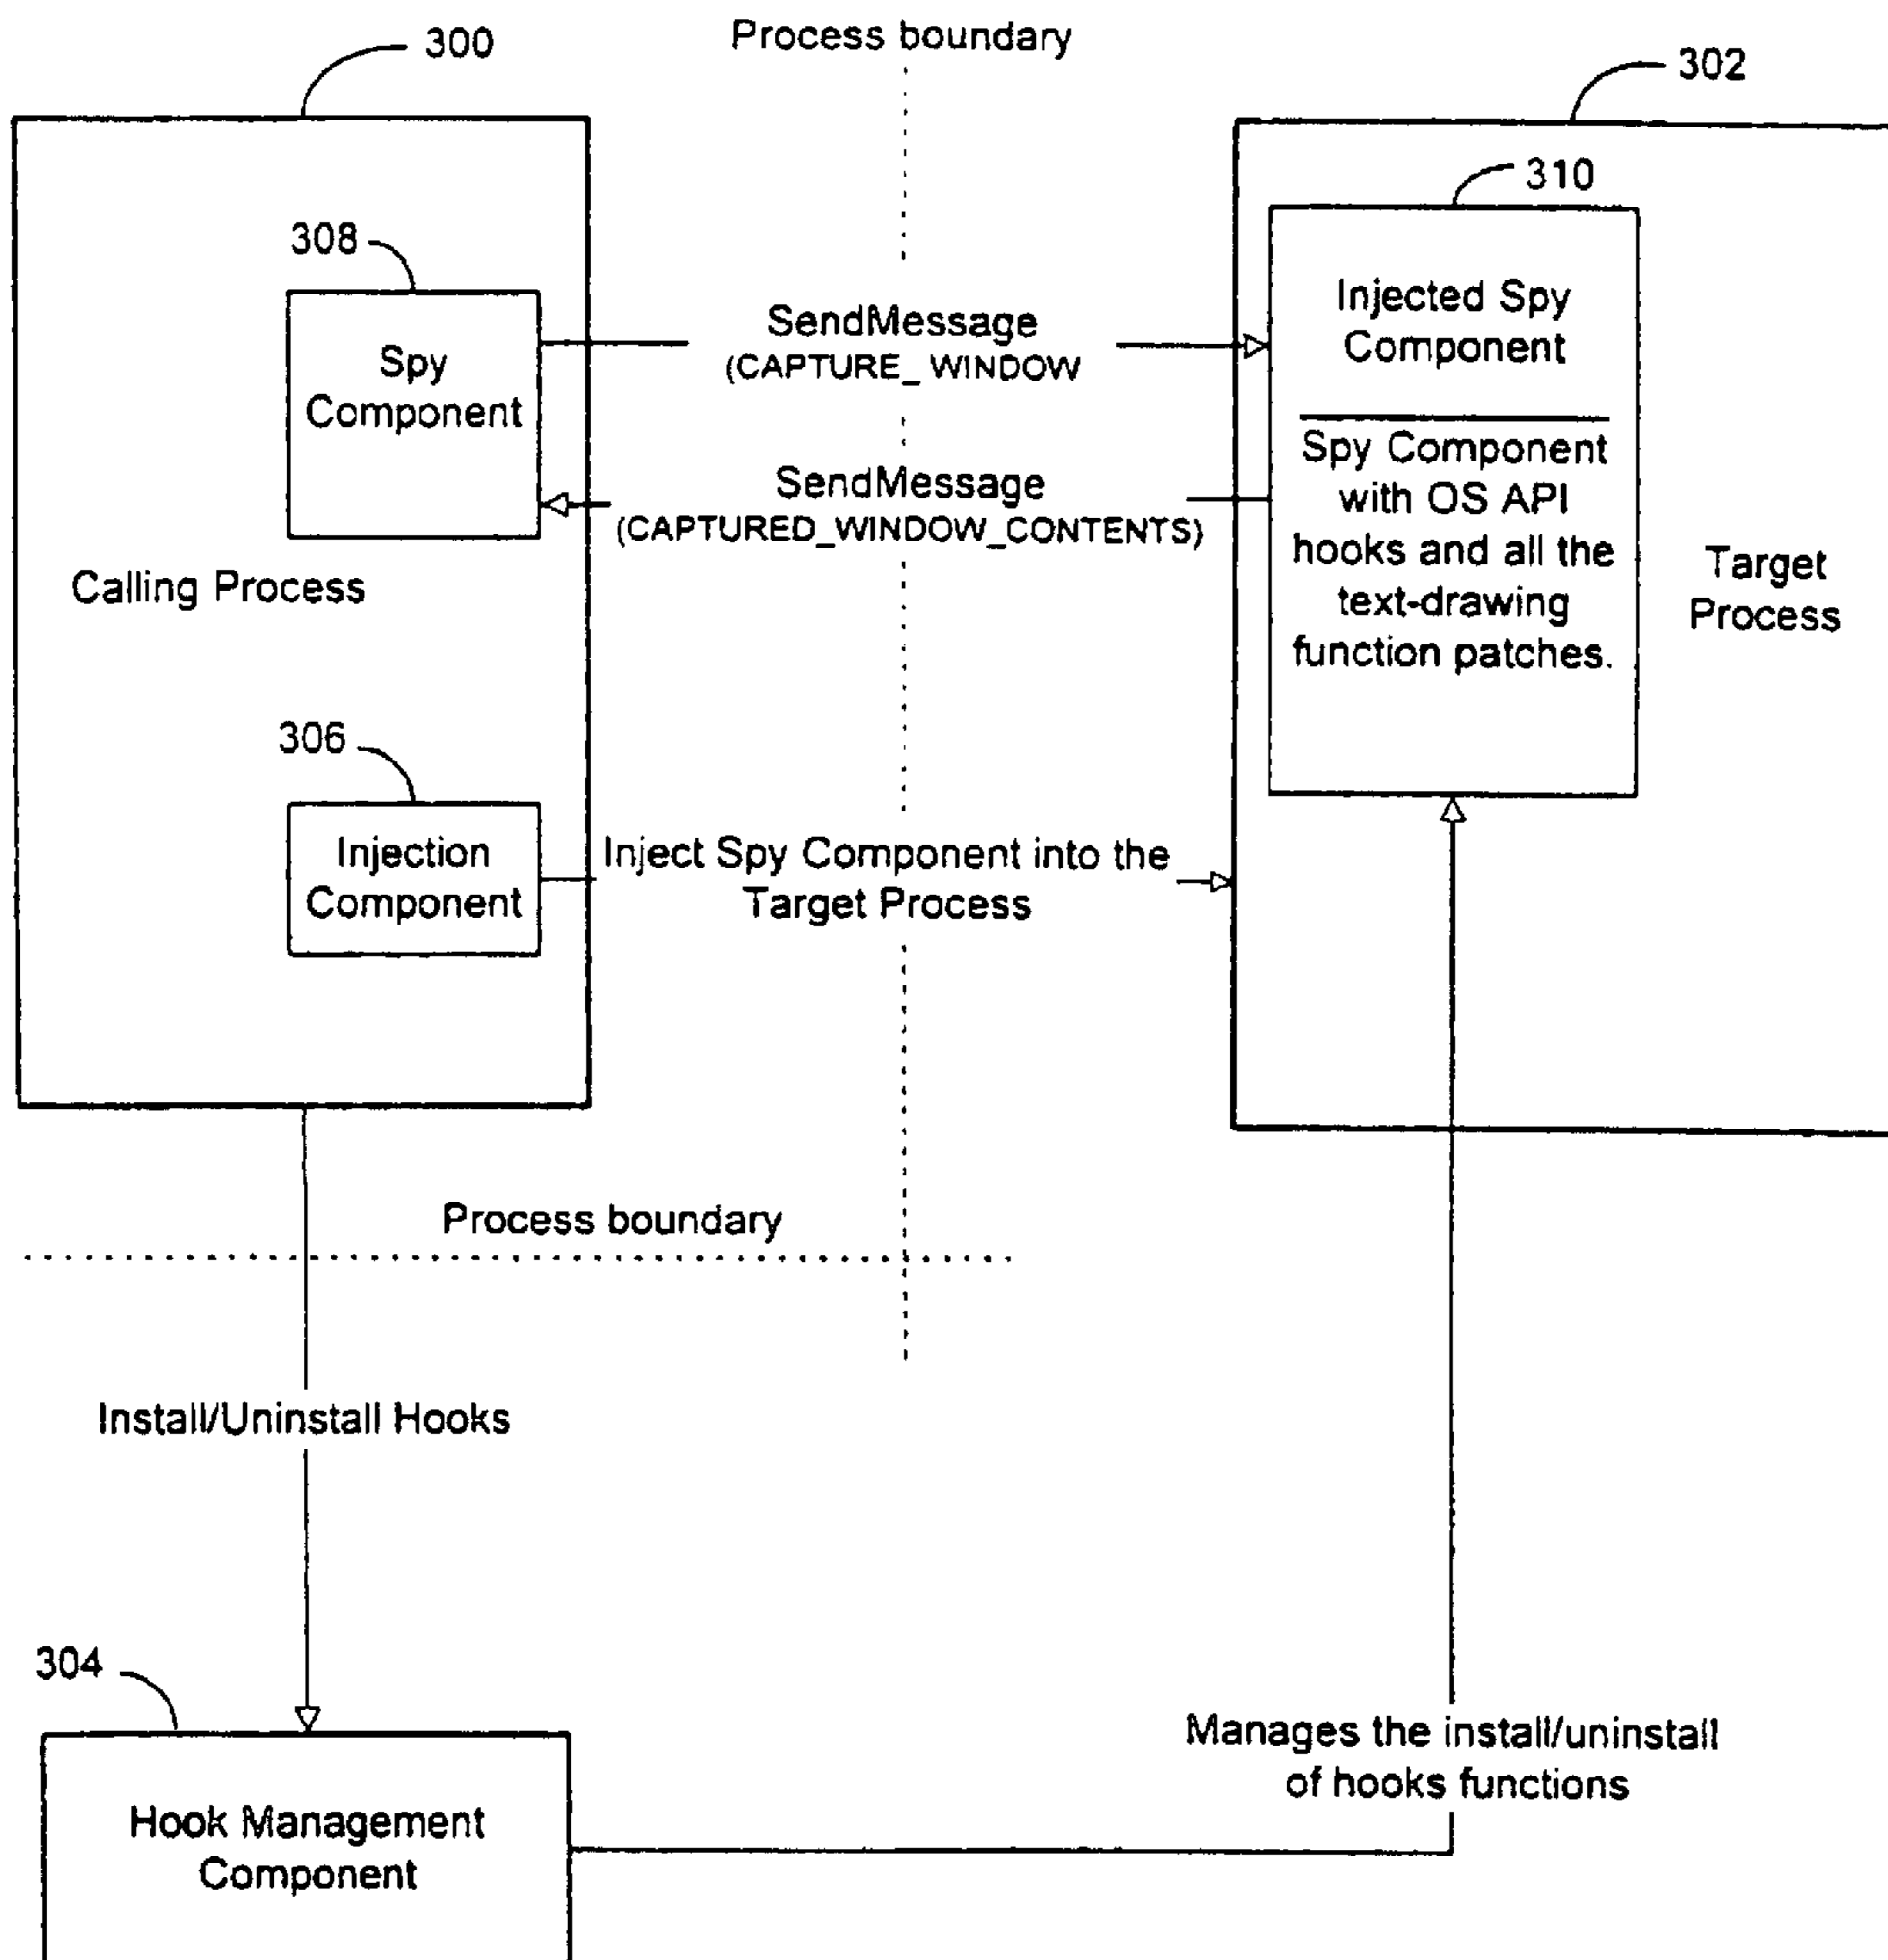 Process boundary
300
302
310
308
Spy
Component
SendMessage
(CAPTURE_ WINDOW
SendMessage
(CAPTURED_WINDOW_CONTENTS)
Injected Spy
Component
Spy Component
with OS API
hooks and all the
text-drawing
function patches.
Calling Process
Target
Process
306
Injection
Component
Inject Spy Component into the
Target Process
Process boundary
Install/Uninstall Hooks
304
Hook Management
Component
Manages the install/uninstall
of hooks functions